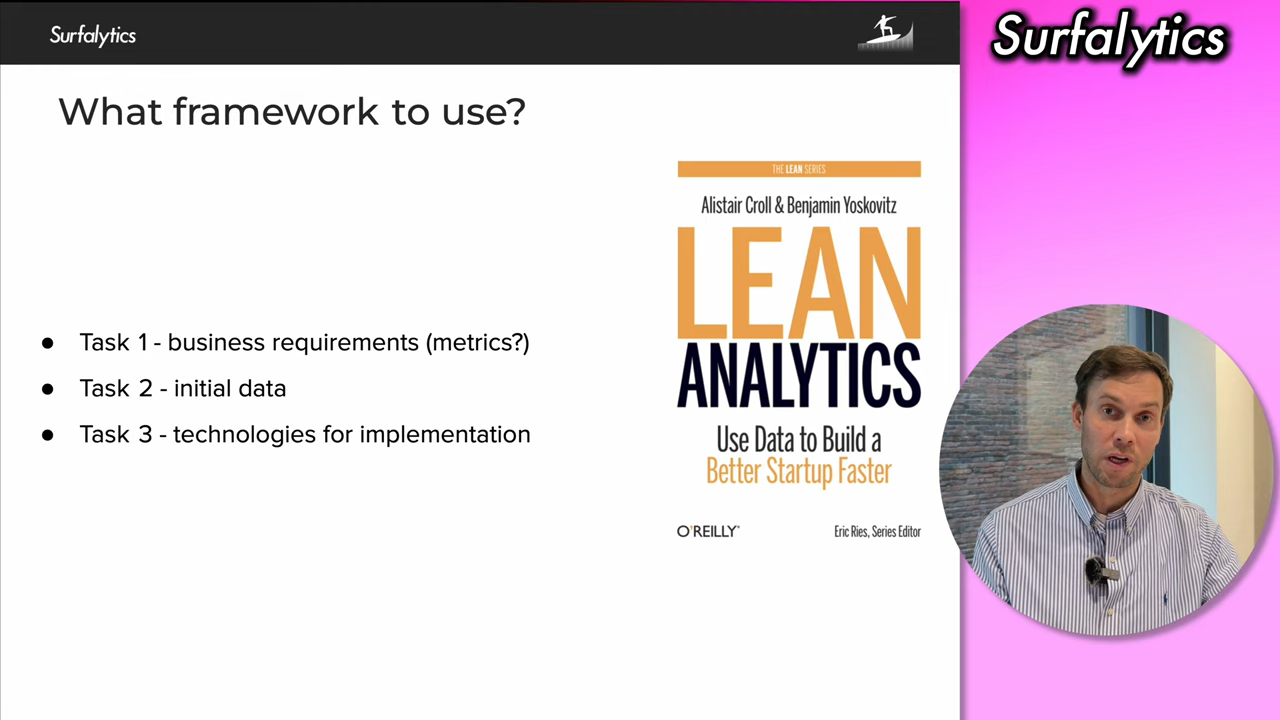 Surfalytics
What framework to use?
● Task 1 - business requirements (metrics?)
● Task 2 - initial data
● Task 3 - technologies for implementation
THE LEAN SERIES
Alistair Croll & Benjamin Yoskovitz
LEAN
ANALYTICS
Use Data to Build a
Better Startup Faster
O'REILLY®
Eric Ries, Series Editor
Surfalytics